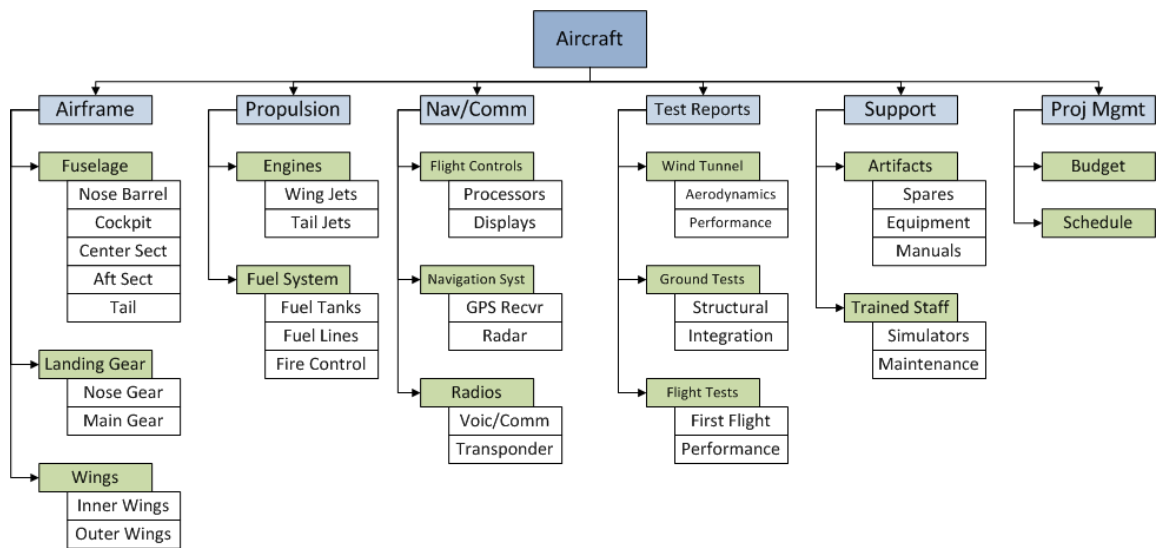 Aircraft
Airframe
Fuselage
Nose Barrel
Cockpit
Center Sect
Aft Sect
Tail
Landing Gear
Nose Gear
Main Gear
Wings
Inner Wings
Outer Wings
Propulsion
Engines
Wing Jets
Tail Jets
Fuel System
Fuel Tanks
Fuel Lines
Fire Control
Nav/Comm
Flight Controls
Processors
Displays
Navigation Syst
GPS Recvr
Radar
Radios
Voic/Comm
Transponder
Test Reports
Wind Tunnel
Aerodynamics
Performance
Ground Tests
Structural
Integration
Flight Tests
First Flight
Performance
Support
Artifacts
Spares
Equipment
Manuals
Trained Staff
Simulators
Maintenance
Proj Mgmt
Budget
Schedule